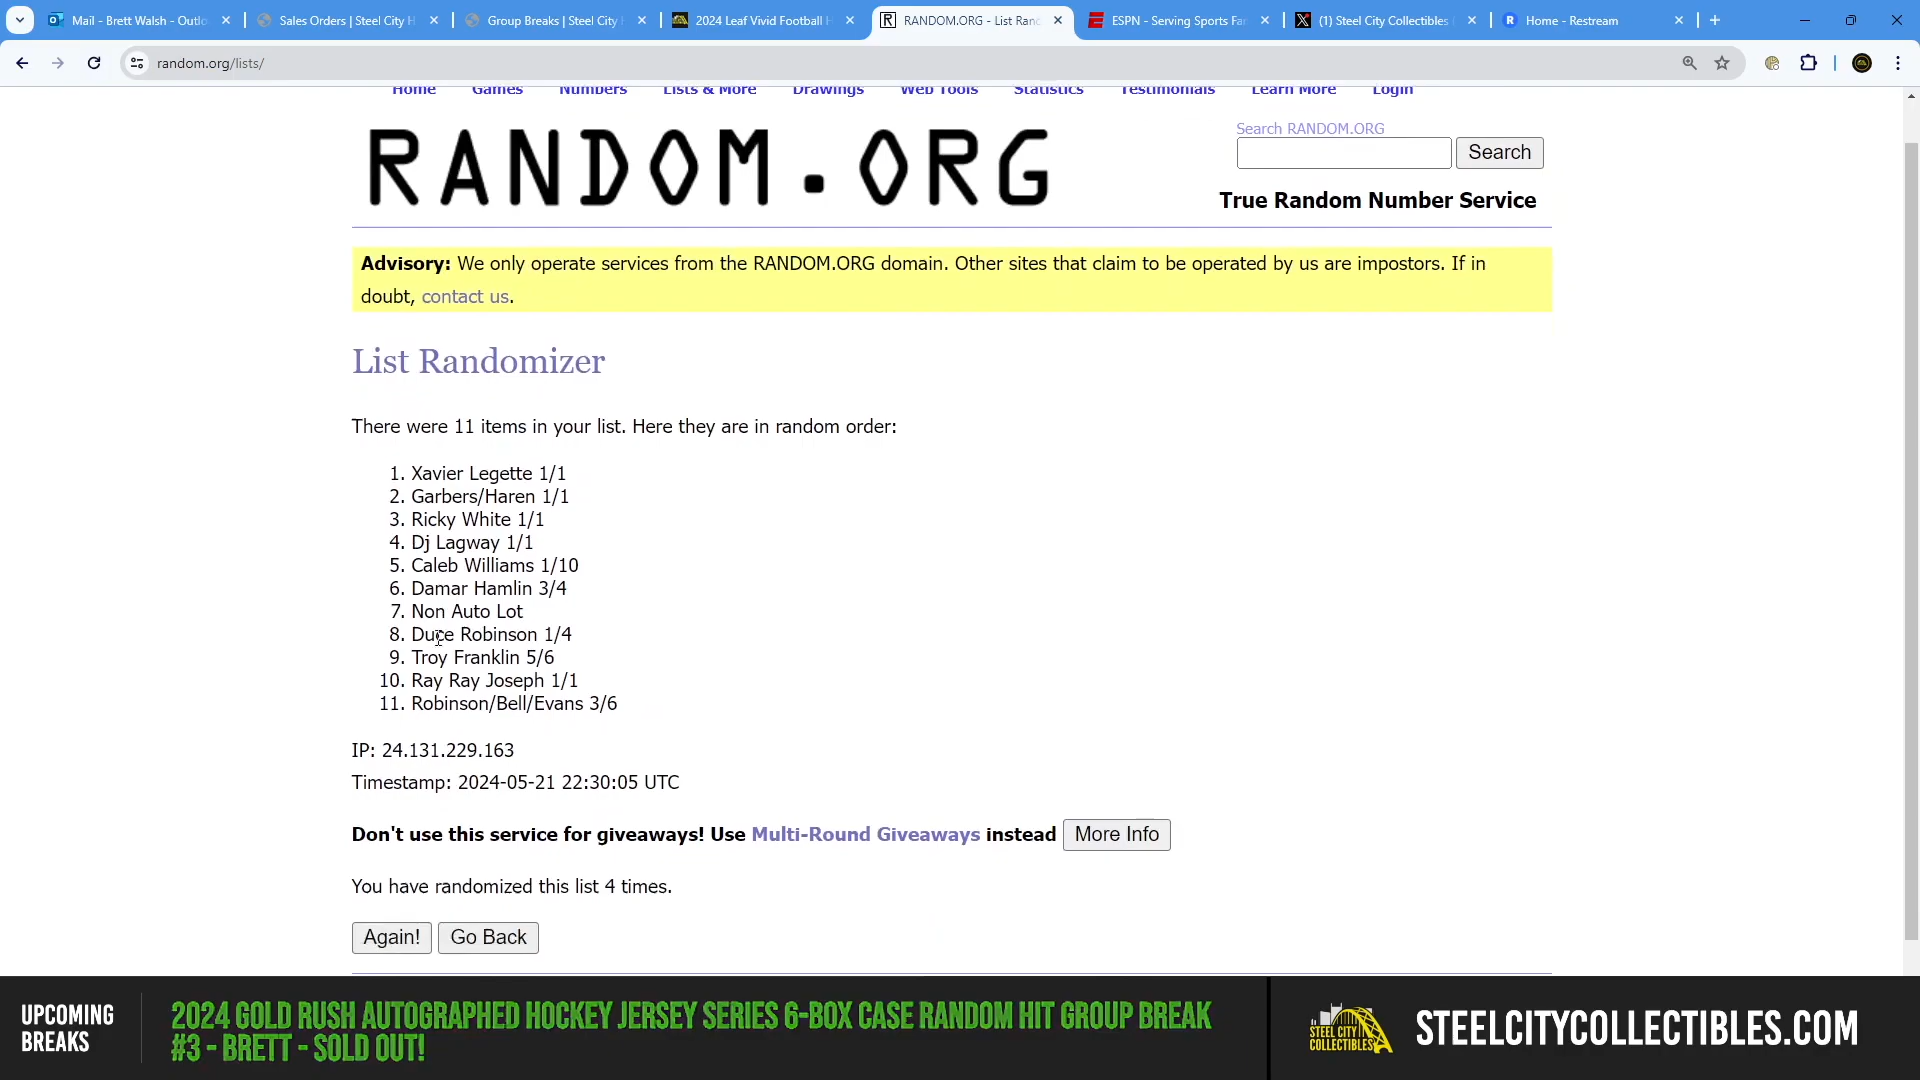 Mail - Brett Walsh - Outlo
Sales Orders | Steel City H
Group Breaks | Steel City
2024 Leaf Vivid Football H
RANDOM.ORG - List Ran
ESPN - Serving Sports Fa
(1) Steel City Collectibles
Home - Restream
random.org/lists/
Home Games Numbers Lists & More Drawings Web Tools Statistics Testimonials Learn More Login
RANDOM.ORG
Search RANDOM.ORG
Search
True Random Number Service
Advisory: We only operate services from the RANDOM.ORG domain. Other sites that claim to be operated by us are impostors. If in
doubt, contact us.
List Randomizer
There were 11 items in your list. Here they are in random order:
1. Xavier Legette 1/1
2. Garbers/Haren 1/1
3. Ricky White 1/1
4. Dj Lagway 1/1
5. Caleb Williams 1/10
6. Damar Hamlin 3/4
7. Non Auto Lot
8. Duce Robinson 1/4
9. Troy Franklin 5/6
10. Ray Ray Joseph 1/1
11. Robinson/Bell/Evans 3/6
IP: 24.131.229.163
Timestamp: 2024-05-21 22:30:05 UTC
Don't use this service for giveaways! Use Multi-Round Giveaways instead More Info
You have randomized this list 4 times.
Again! Go Back
UPCOMING
BREAKS
2024 GOLD RUSH AUTOGRAPHED HOCKEY JERSEY SERIES 6-BOX CASE RANDOM HIT GROUP BREAK
#3 - BRETT - SOLD OUT!
STEEL CITY
COLLECTIBLES
STEELCITYCOLLECTIBLES.COM